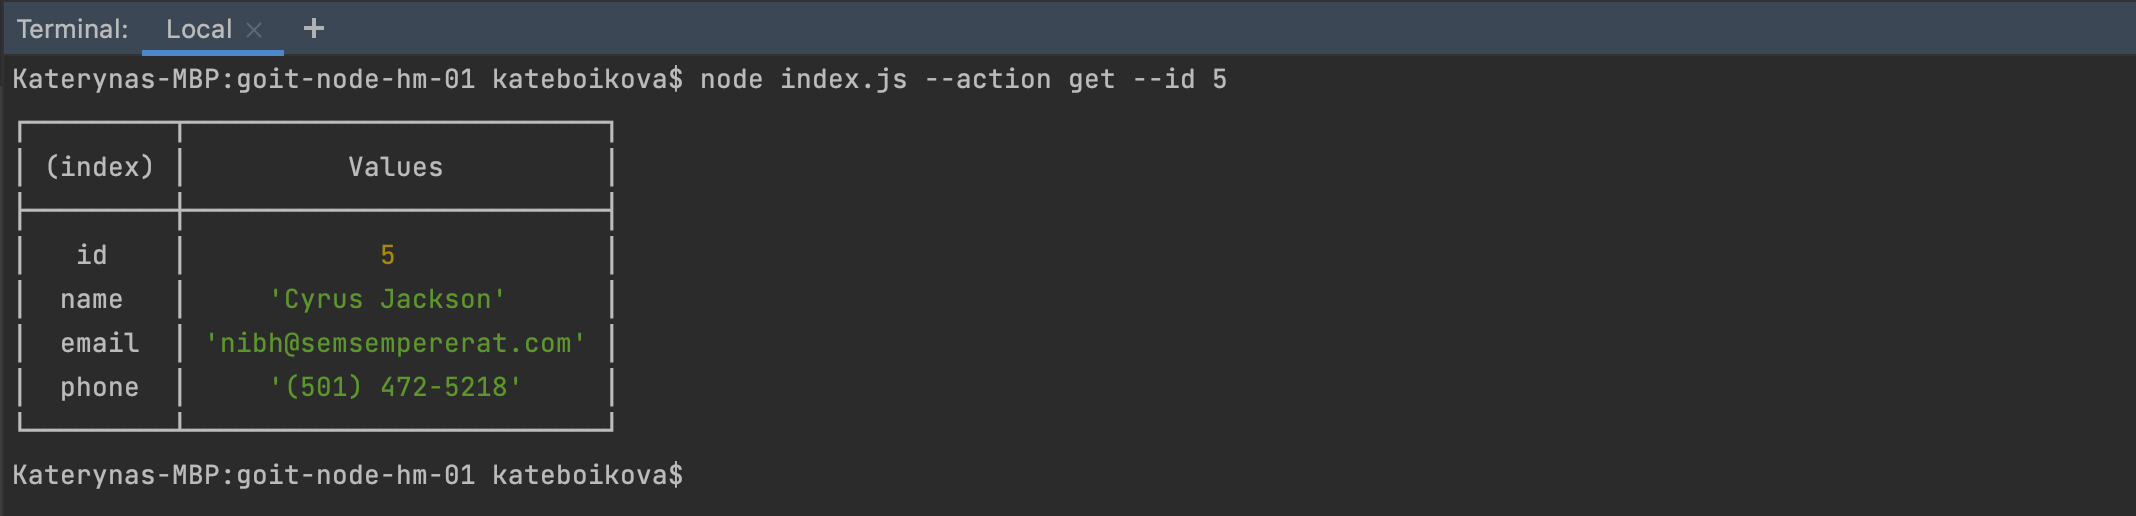 Terminal: Local × +
Katerynas-MBP:goit-node-hm-01 kateboikova$ node index.js --action get --id 5
(index) Values
id 5
name 'Cyrus Jackson'
email 'nibh@semsempererat.com'
phone '(501) 472-5218'
Katerynas-MBP:goit-node-hm-01 kateboikova$